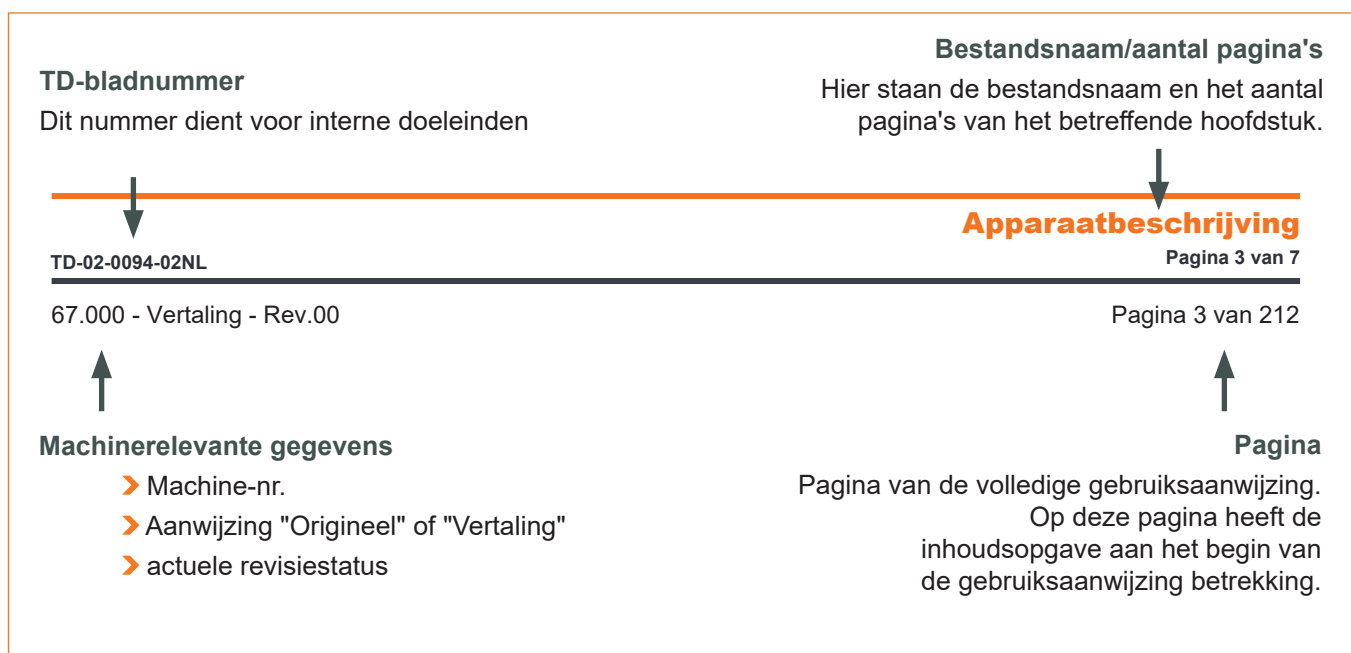 TD-bladnummer
Dit nummer dient voor interne doeleinden
Bestandsnaam/aantal pagina's
Hier staan de bestandsnaam en het aantal
pagina's van het betreffende hoofdstuk.
Apparaatbeschrijving
TD-02-0094-02NL
Pagina 3 van 7
67.000 - Vertaling - Rev.00
Pagina 3 van 212
Machinerelevante gegevens
Machine-nr.
Aanwijzing "Origineel" of "Vertaling"
actuele revisiestatus
Pagina
Pagina van de volledige gebruiksaanwijzing.
Op deze pagina heeft de
inhoudsopgave aan het begin van
de gebruiksaanwijzing betrekking.